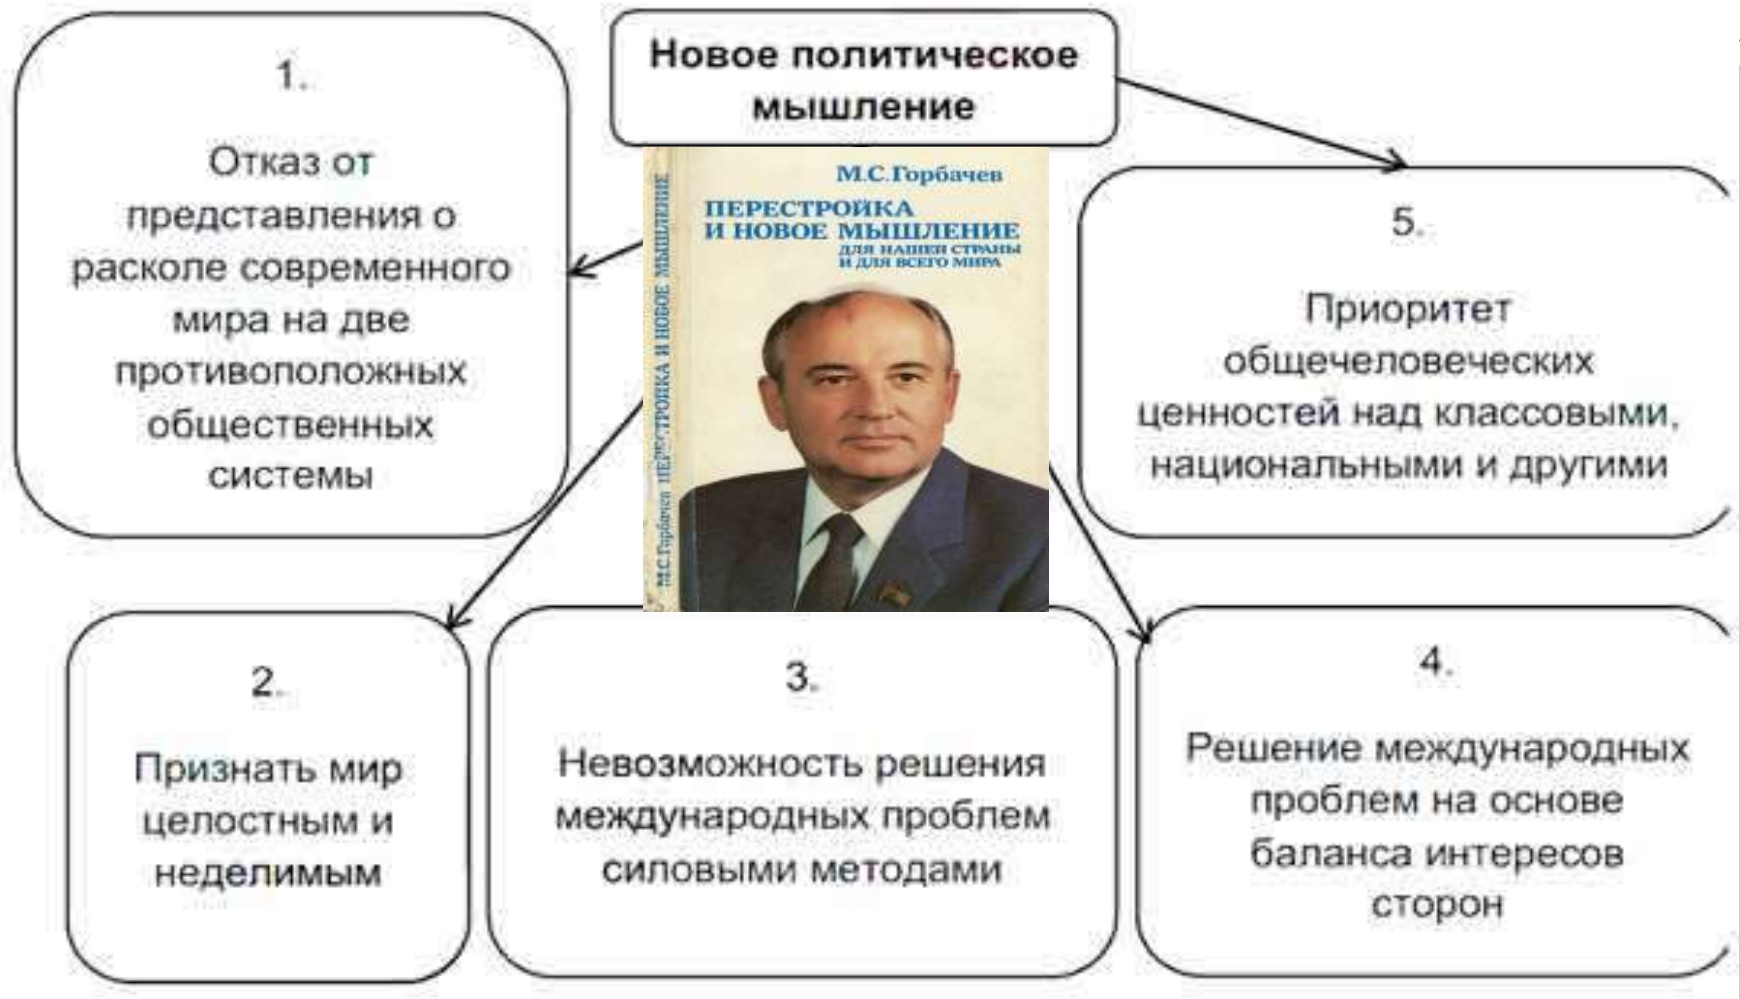 Новое политическое
мышление
1.
Отказ от
представления о
расколе современного
мира на две
противоположных
общественных
системы
М.С.Горбачев
ПЕРЕСТРОЙКА
И НОВОЕ МЫШЛЕНИЕ
ДЛЯ НАШЕЙ СТРАНЫ
И ДЛЯ ВСЕГО МИРА
М.С.Горбачев ПЕРЕСТРОЙКА И НОВОЕ МЫШЛЕНИЕ
5.
Приоритет
общечеловеческих
ценностей над классовыми,
национальными и другими
2.
Признать мир
целостным и
неделимым
3.
Невозможность решения
международных проблем
силовыми методами
4.
Решение международных
проблем на основе
баланса интересов
сторон